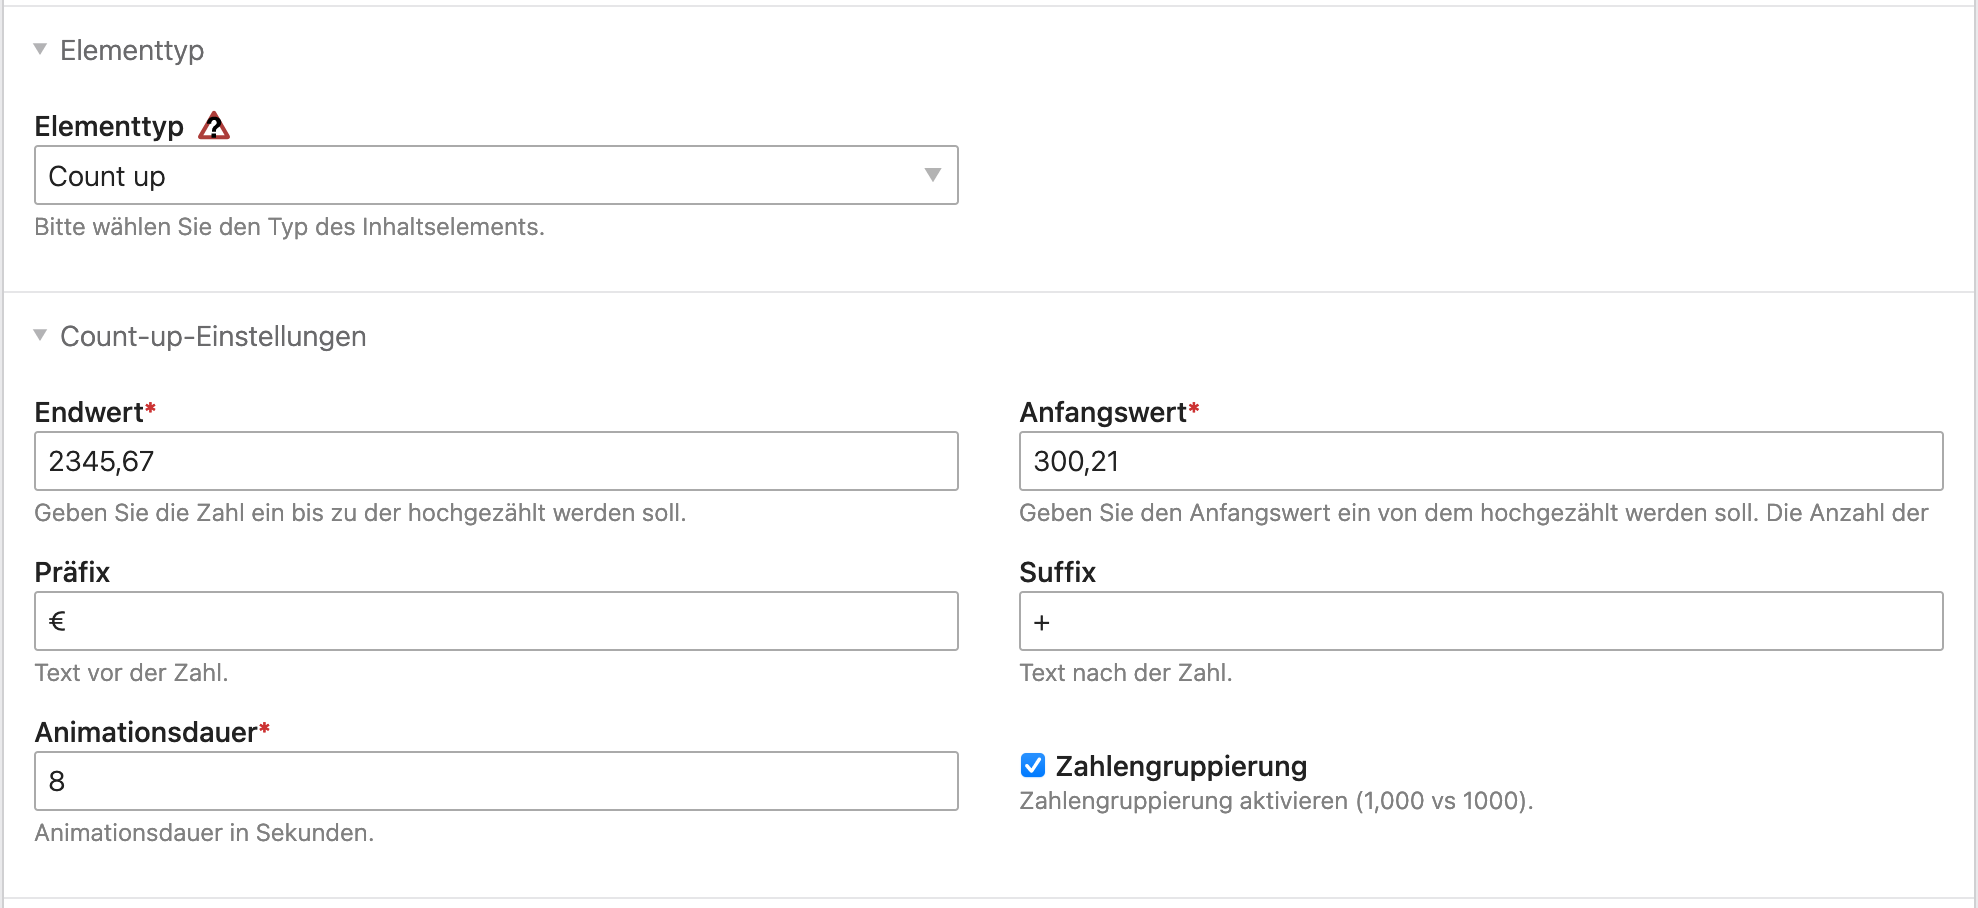 Elementtyp
Elementtyp
Count up
Bitte wählen Sie den Typ des Inhaltselements.
Count-up-Einstellungen
Endwert*
2345,67
Geben Sie die Zahl ein bis zu der hochgezählt werden soll.
Anfangswert*
300,21
Geben Sie den Anfangswert ein von dem hochgezählt werden soll. Die Anzahl der
Präfix
€
Text vor der Zahl.
Suffix
+
Text nach der Zahl.
Animationsdauer*
8
Animationsdauer in Sekunden.
Zahlengruppierung
Zahlengruppierung aktivieren (1,000 vs 1000).